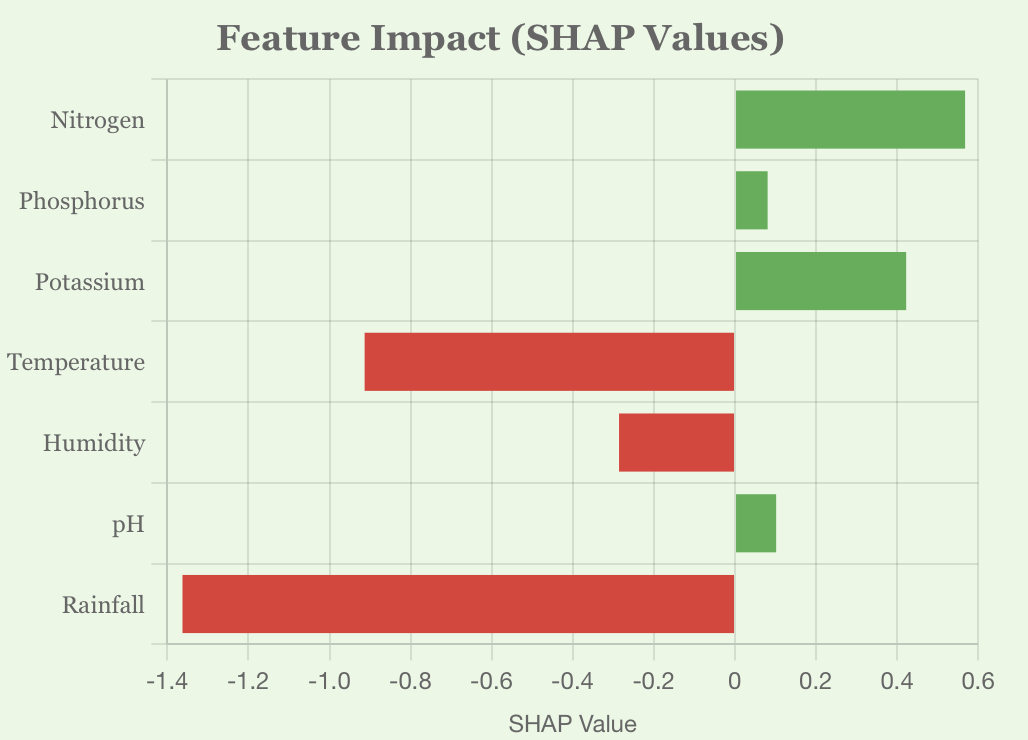 Feature Impact (SHAP Values)
Nitrogen
Phosphorus
Potassium
Temperature
Humidity
pH
Rainfall
-1.4 -1.2 -1.0 -0.8 -0.6 -0.4 -0.2 0 0.2 0.4 0.6
SHAP Value